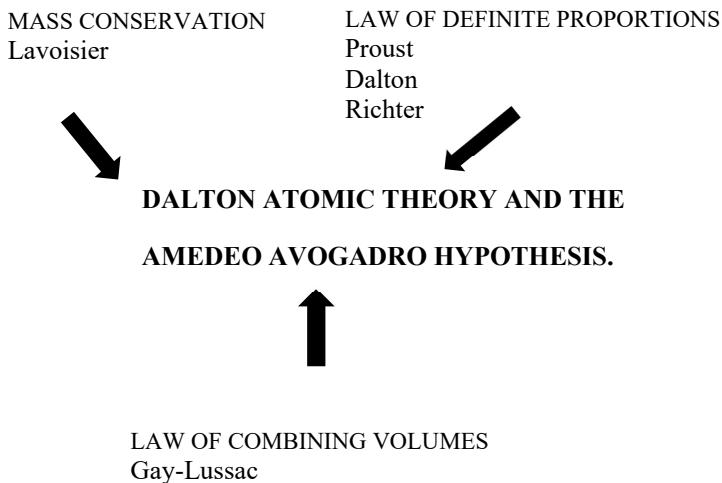 MASS CONSERVATION
Lavoisier
LAW OF DEFINITE PROPORTIONS
Proust
Dalton
Richter
DALTON ATOMIC THEORY AND THE
AMEDEO AVOGADRO HYPOTHESIS.
LAW OF COMBINING VOLUMES
Gay-Lussac